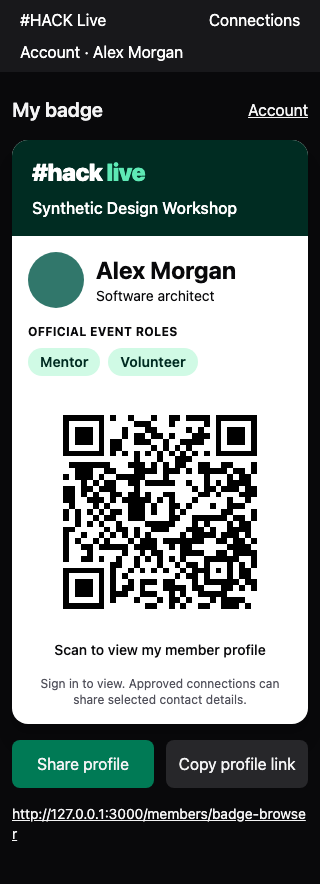 #HACK Live
Connections
Account · Alex Morgan
My badge
Account
#hack live
Synthetic Design Workshop
Alex Morgan
Software architect
OFFICIAL EVENT ROLES
Mentor
Volunteer
Scan to view my member profile
Sign in to view. Approved connections can
share selected contact details.
Share profile
Copy profile link
http://127.0.0.1:3000/members/badge-browse
r